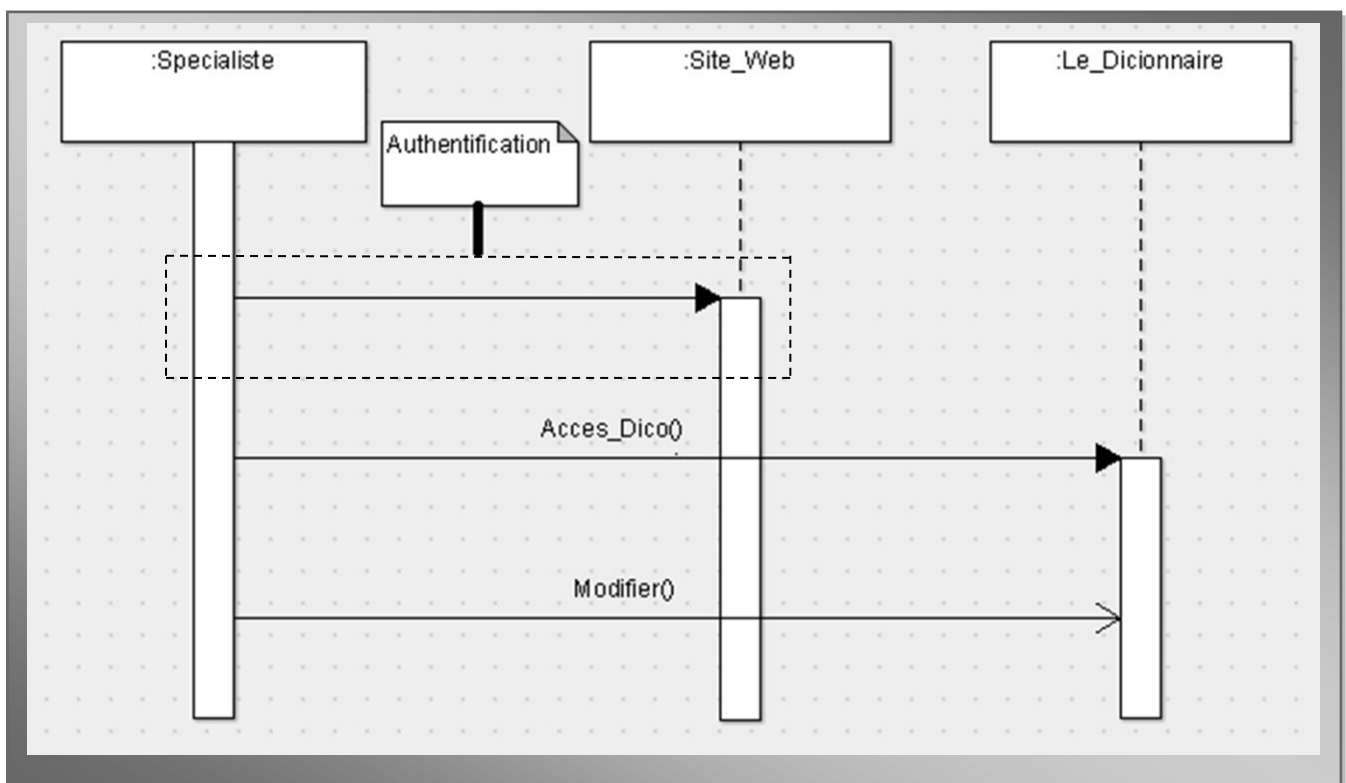 :Specialiste
:Site_Web
:Le_Dicionnaire
Authentification
Acces_Dico()
Modifier()